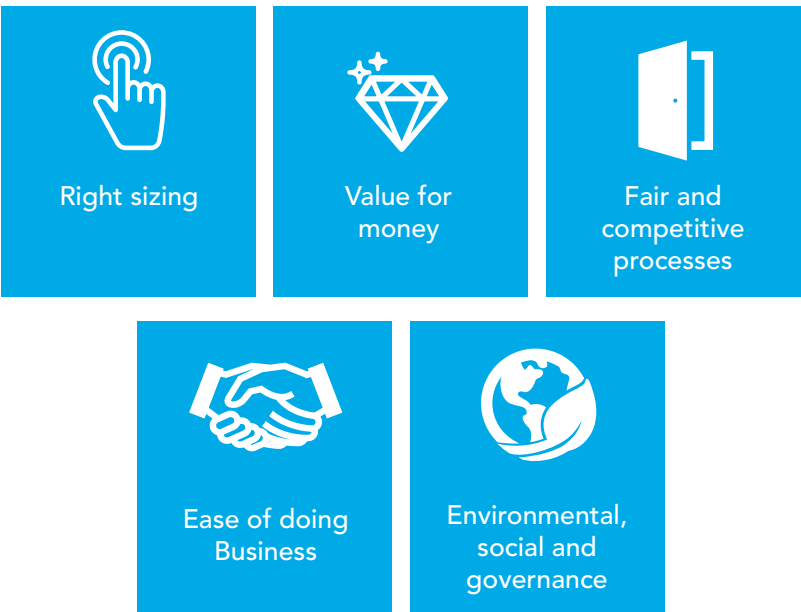 Right sizing
Value for
money
Fair and
competitive
processes
Ease of doing
Business
Environmental,
social and
governance